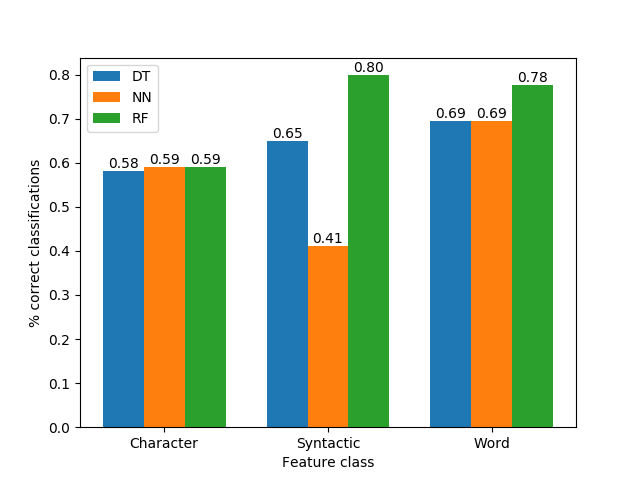 DT
NN
RF
0.8
0.7
0.6
0.5
0.4
0.3
0.2
0.1
0.0
% correct classifications
0.58 0.59 0.59
0.65 0.41 0.80
0.69 0.69 0.78
Character Syntactic Word
Feature class